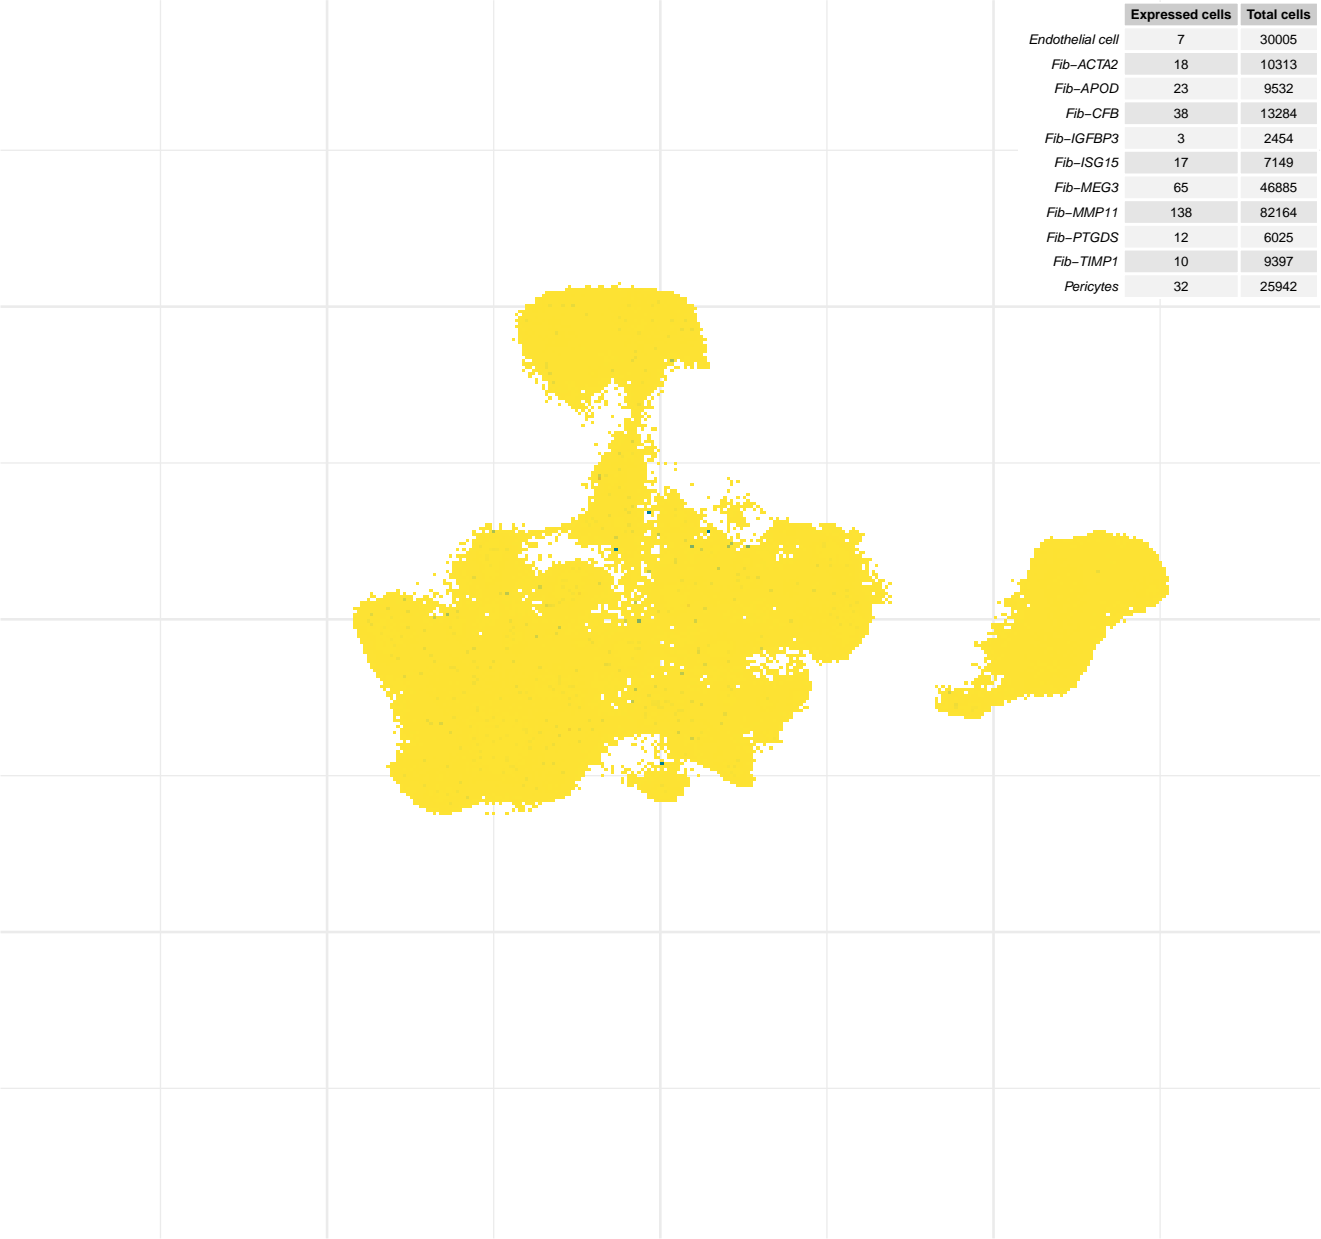 Expressed cells Total cells
Endothelial cell 7 30005
Fib−ACTA2 18 10313
Fib−APOD 23 9532
Fib−CFB 38 13284
Fib−IGFBP3 3 2454
Fib−ISG15 17 7149
Fib−MEG3 65 46885
Fib−MMP11 138 82164
Fib−PTGDS 12 6025
Fib−TIMP1 10 9397
Pericytes 32 25942